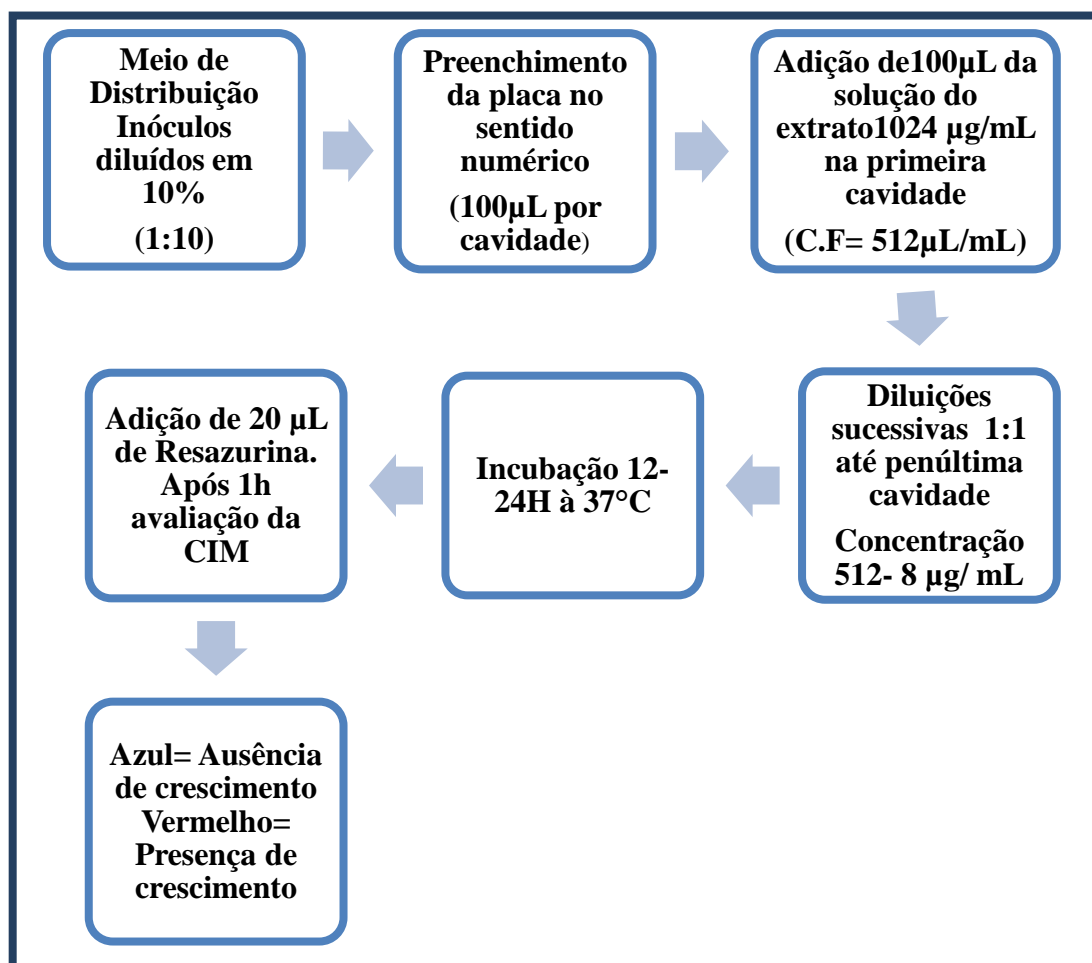 Meio de
Distribuição
Inóculos
diluídos em
10%
(1:10)
Preenchimento
da placa no
sentido
numérico
(100µL por
cavidade)
Adição de100µL da
solução do
extrato1024 µg/mL
na primeira
cavidade
(C.F= 512µL/mL)
Diluições
sucessivas 1:1
até penúltima
cavidade
Concentração
512- 8 µg/ mL
Incubação 12-
24H à 37°C
Adição de 20 µL
de Resazurina.
Após 1h
avaliação da
CIM
Azul= Ausência
de crescimento
Vermelho=
Presença de
crescimento